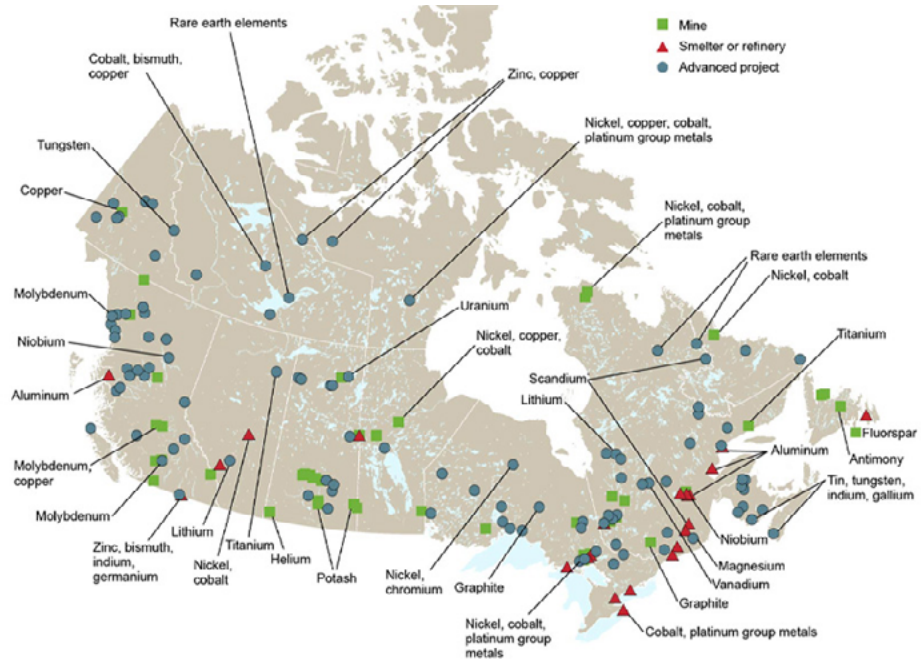 Rare earth elements
Mine
Smelter or refinery
Advanced project
Cobalt, bismuth,
copper
Zinc, copper
Nickel, copper, cobalt,
platinum group metals
Tungsten
Copper
Nickel, cobalt,
platinum group
metals
Rare earth elements
Nickel, cobalt
Molybdenum
Uranium
Nickel, copper,
cobalt
Titanium
Niobium
Scandium
Lithium
Aluminum
Fluorspar
Antimony
Aluminum
Molybdenum,
copper
Tin, tungsten,
indium, gallium
Molybdenum
Lithium
Zinc, bismuth,
indium,
germanium
Nickel,
cobalt
Titanium
Helium
Potash
Nickel,
chromium
Graphite
Niobium
Magnesium
Vanadium
Graphite
Nickel, cobalt,
platinum group
metals
Cobalt, platinum group metals